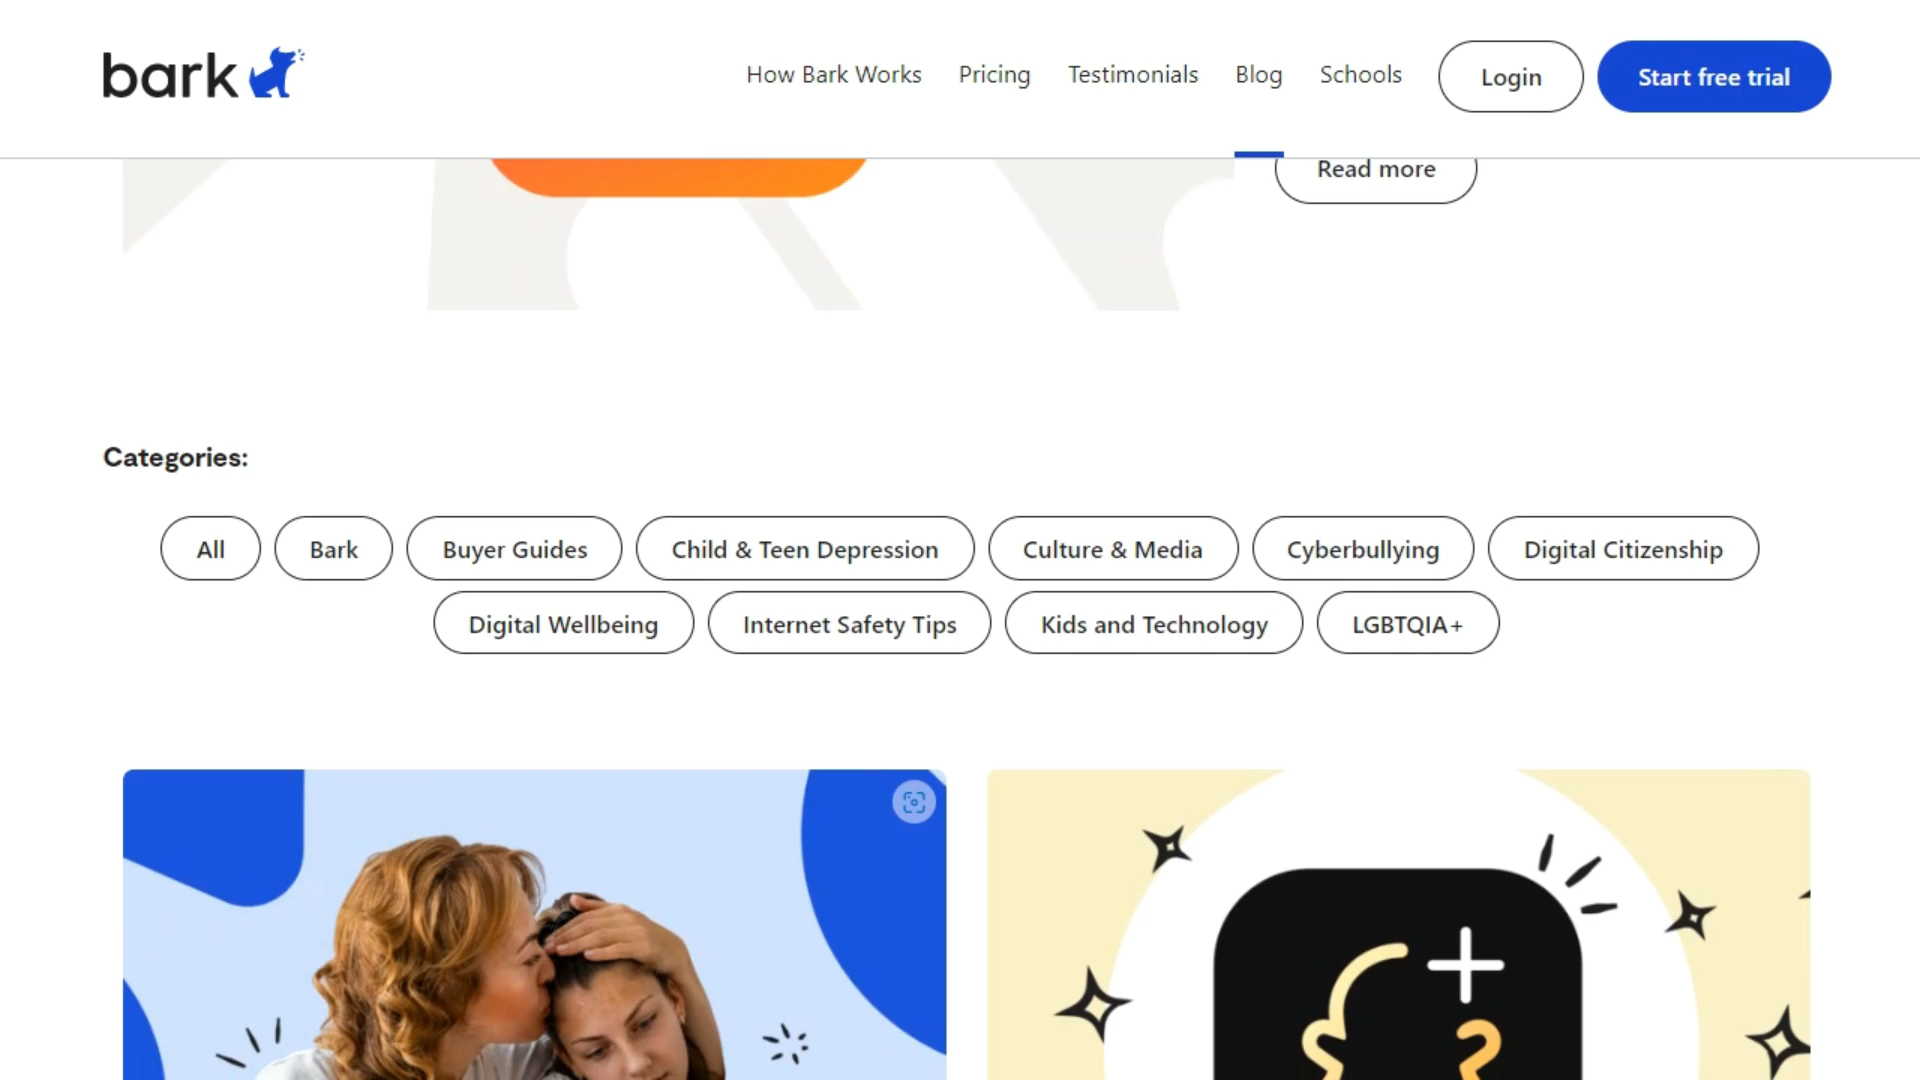 bark
How Bark Works Pricing Testimonials Blog Schools Login Start free trial
Read more
Categories:
All Bark Buyer Guides Child & Teen Depression Culture & Media Cyberbullying Digital Citizenship
Digital Wellbeing Internet Safety Tips Kids and Technology LGBTQIA+